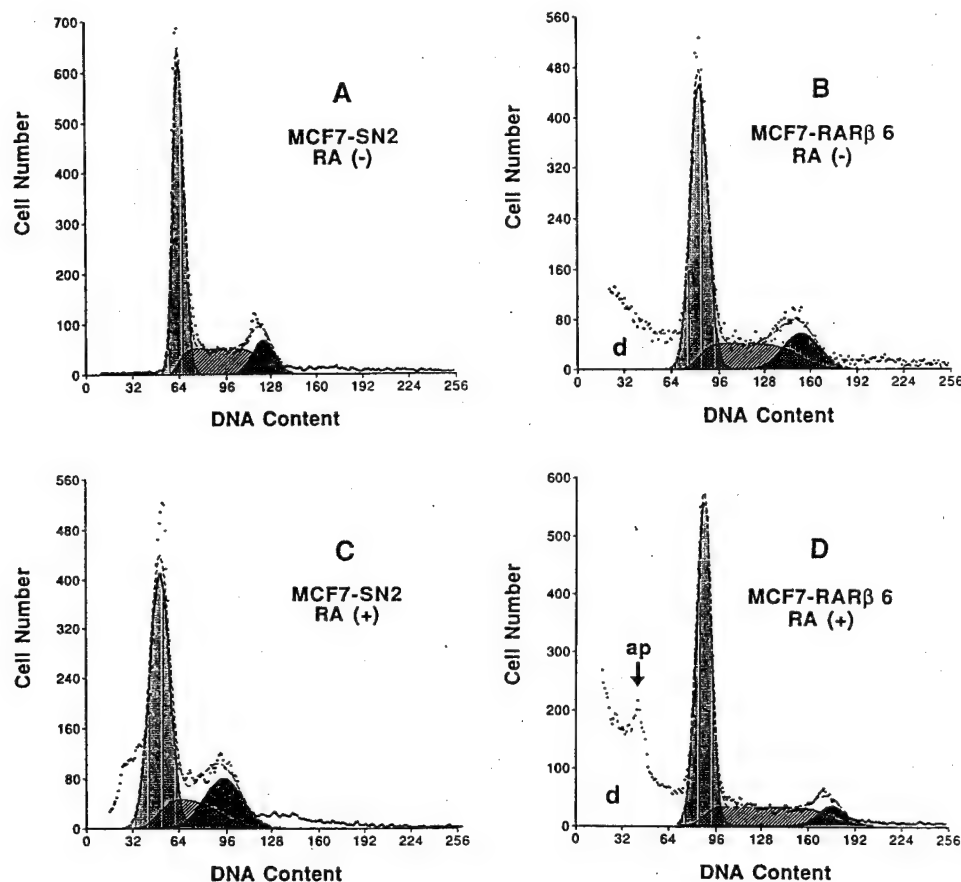 A
MCF7-SN2
RA (-)
Cell Number
700
600
500
400
300
200
100
0
0 32 64 96 128 160 192 224 256
DNA Content
B
MCF7-RARβ 6
RA (-)
d
Cell Number
560
480
400
320
240
160
80
0
0 32 64 96 128 160 192 224 256
DNA Content
C
MCF7-SN2
RA (+)
Cell Number
560
480
400
320
240
160
80
0
0 32 64 96 128 160 192 224 256
DNA Content
D
MCF7-RARβ 6
RA (+)
ap
d
Cell Number
600
500
400
300
200
100
0
0 32 64 96 128 160 192 224 256
DNA Content